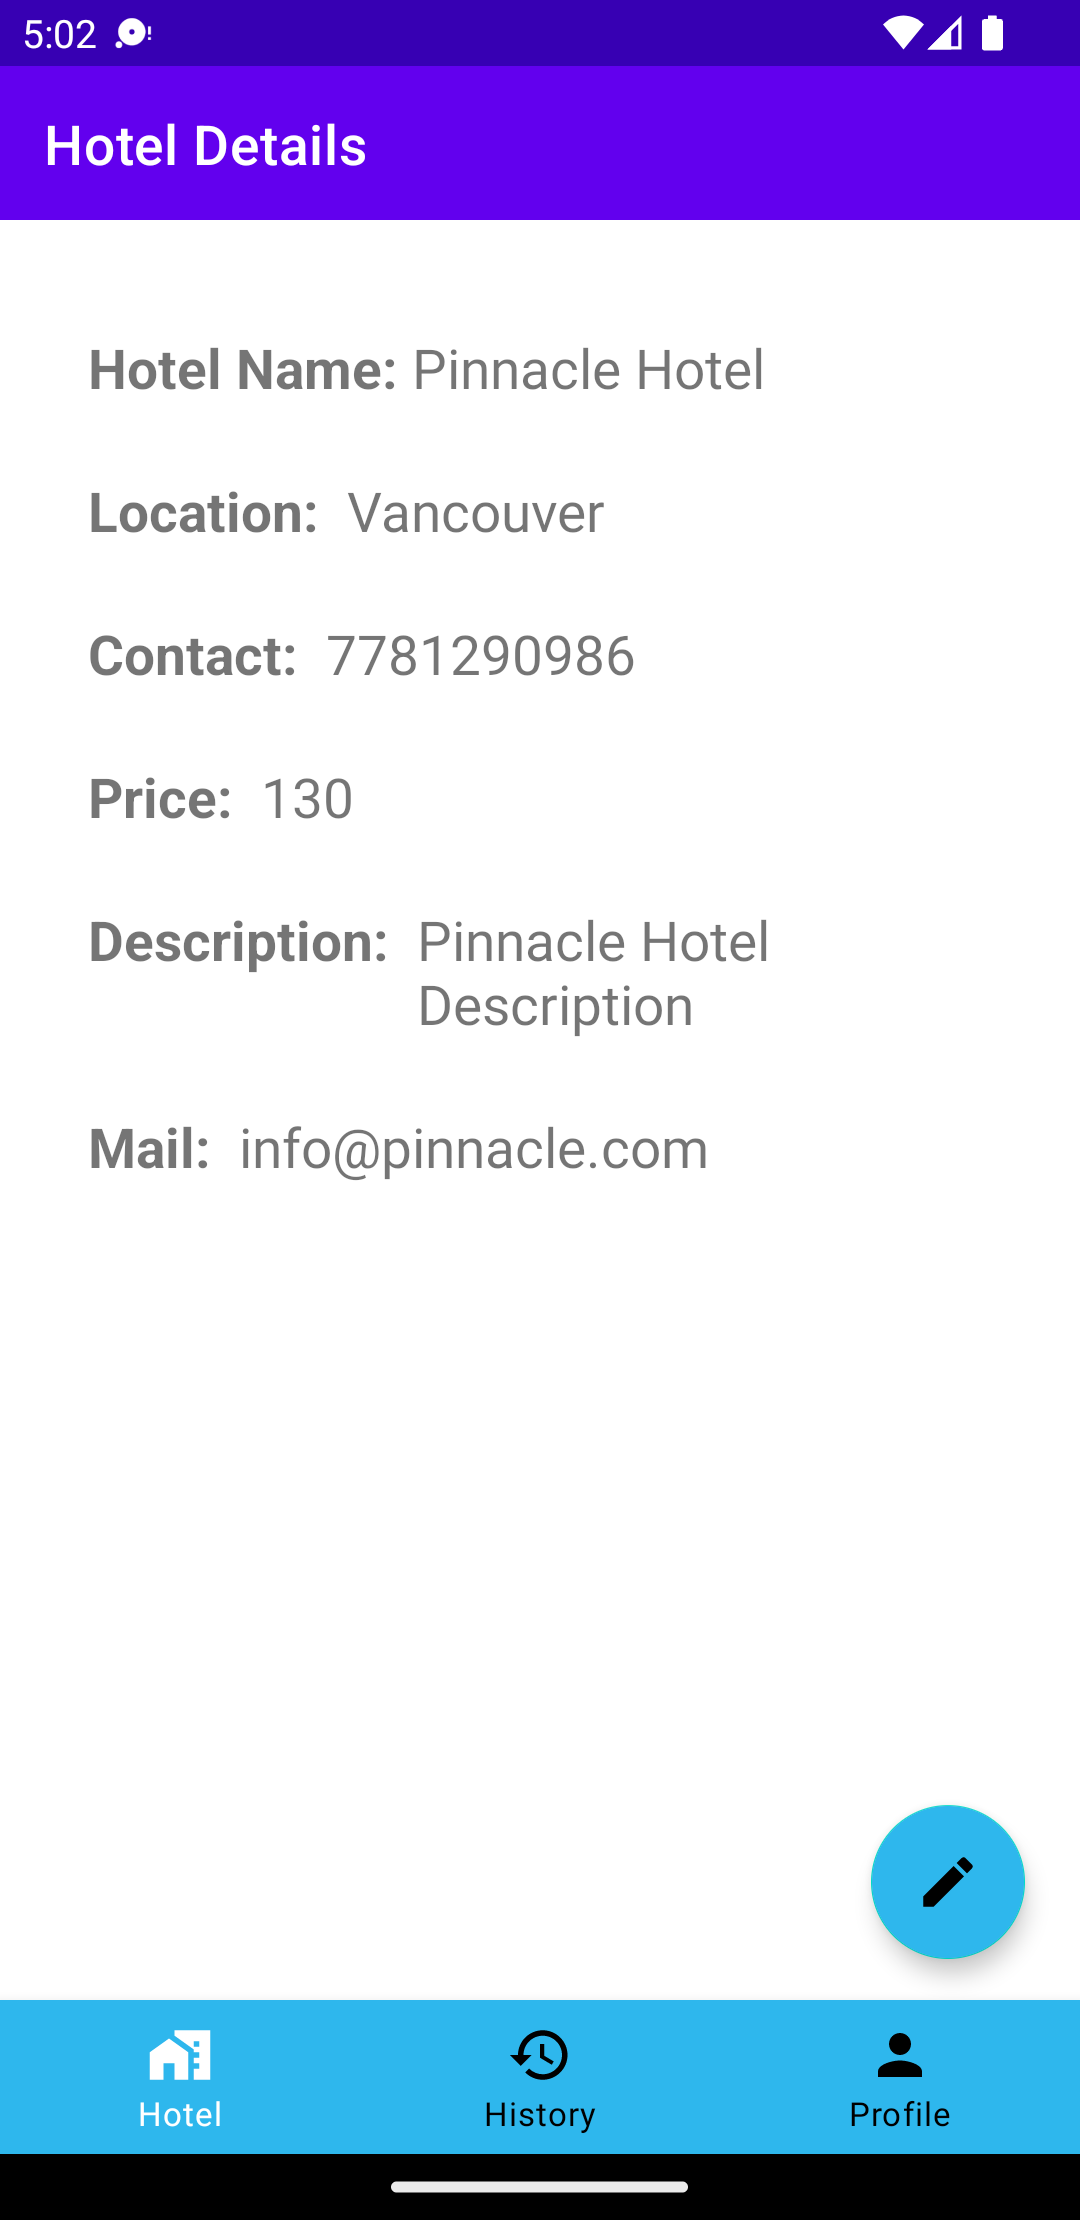 5:02
Hotel Details
Hotel Name: Pinnacle Hotel
Location: Vancouver
Contact: 7781290986
Price: 130
Description: Pinnacle Hotel
Description
Mail: info@pinnacle.com
Hotel
History
Profile